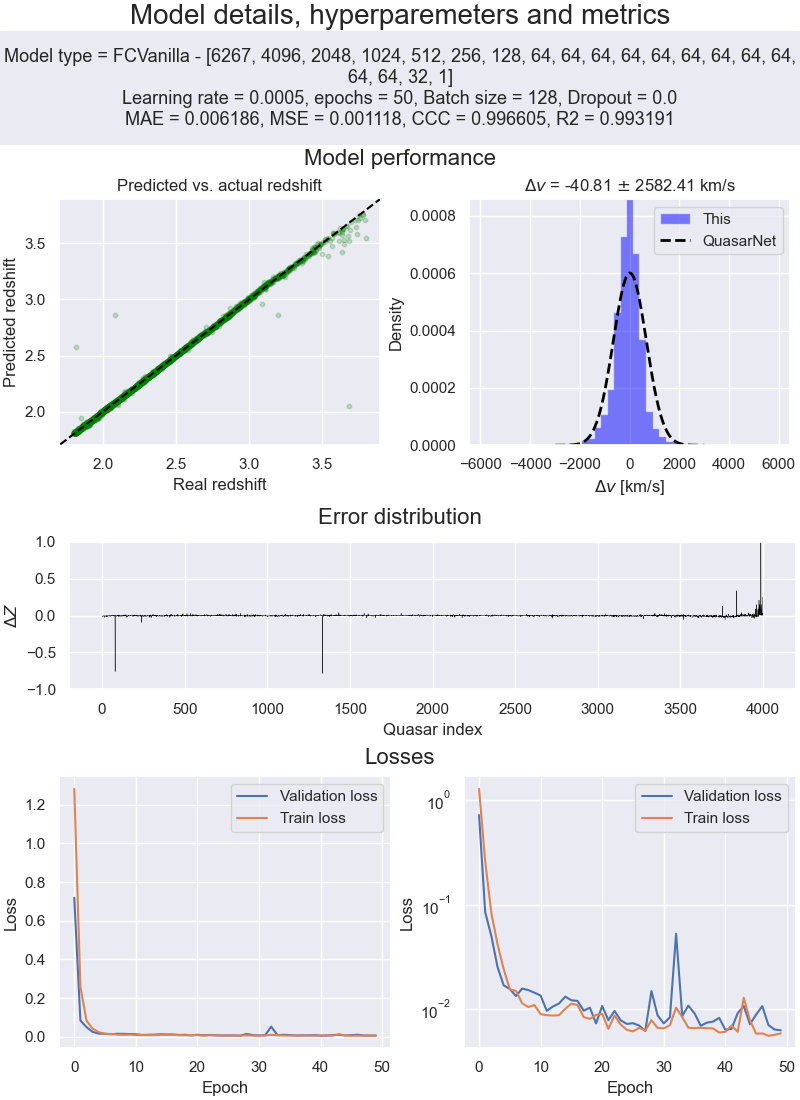 Model details, hyperparemeters and metrics
Model type = FCVanilla - [6267, 4096, 2048, 1024, 512, 256, 128, 64, 64, 64, 64, 64, 64, 64, 64, 64,
64, 64, 32, 1]
Learning rate = 0.0005, epochs = 50, Batch size = 128, Dropout = 0.0
MAE = 0.006186, MSE = 0.001118, CCC = 0.996605, R2 = 0.993191
Model performance
Predicted vs. actual redshift
Predicted redshift
3.5
3.0
2.5
2.0
2.0 2.5 3.0 3.5
Real redshift
Δv = -40.81 ± 2582.41 km/s
Density
0.0008
0.0006
0.0004
0.0002
0.0000
This
QuasarNet
−6000 −4000 −2000 0 2000 4000 6000
Δv [km/s]
Error distribution
ΔZ
1.0
0.5
0.0
−0.5
−1.0
0 500 1000 1500 2000 2500 3000 3500 4000
Quasar index
Losses
Loss
1.2
1.0
0.8
0.6
0.4
0.2
0.0
Validation loss
Train loss
0 10 20 30 40 50
Epoch
Loss
10⁰
10⁻¹
10⁻²
Validation loss
Train loss
0 10 20 30 40 50
Epoch